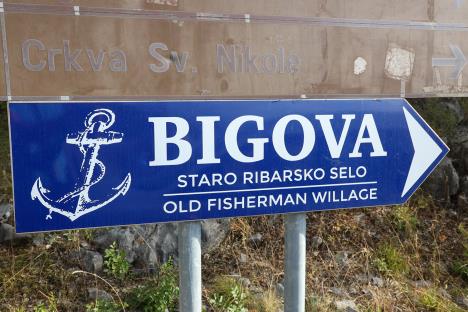 Crkva Sv. Nikole
BIGOVA
STARO RIBARSKO SELO
OLD FISHERMAN WILLAGE